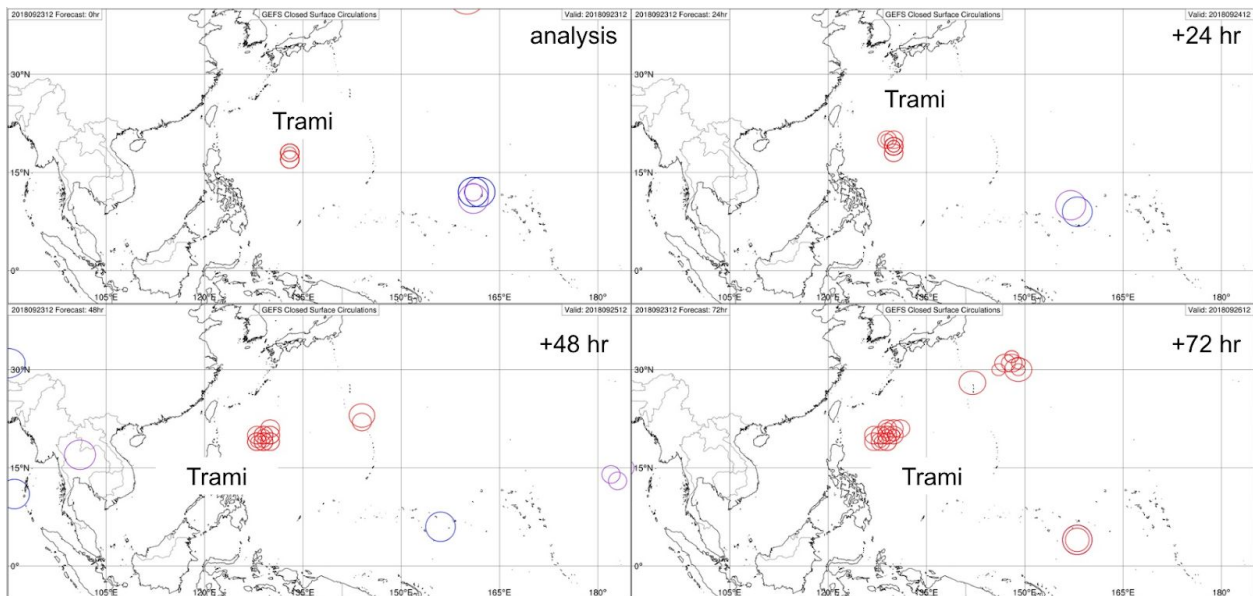 2018092312 Forecast: 0hr
GEFS Closed Surface Circulations
Valid: 2018092312
analysis
30°N
Trami
15°N
0°
105°E
120°E
135°E
150°E
165°E
180°
2018092312 Forecast: 24hr
GEFS Closed Surface Circulations
Valid: 2018092412
+24 hr
30°N
Trami
15°N
0°
105°E
120°E
135°E
150°E
165°E
180°
2018092312 Forecast: 48hr
GEFS Closed Surface Circulations
Valid: 2018092512
+48 hr
30°N
15°N
Trami
0°
105°E
120°E
135°E
150°E
165°E
180°
2018092312 Forecast: 72hr
GEFS Closed Surface Circulations
Valid: 2018092612
+72 hr
30°N
15°N
Trami
0°
105°E
120°E
135°E
150°E
165°E
180°